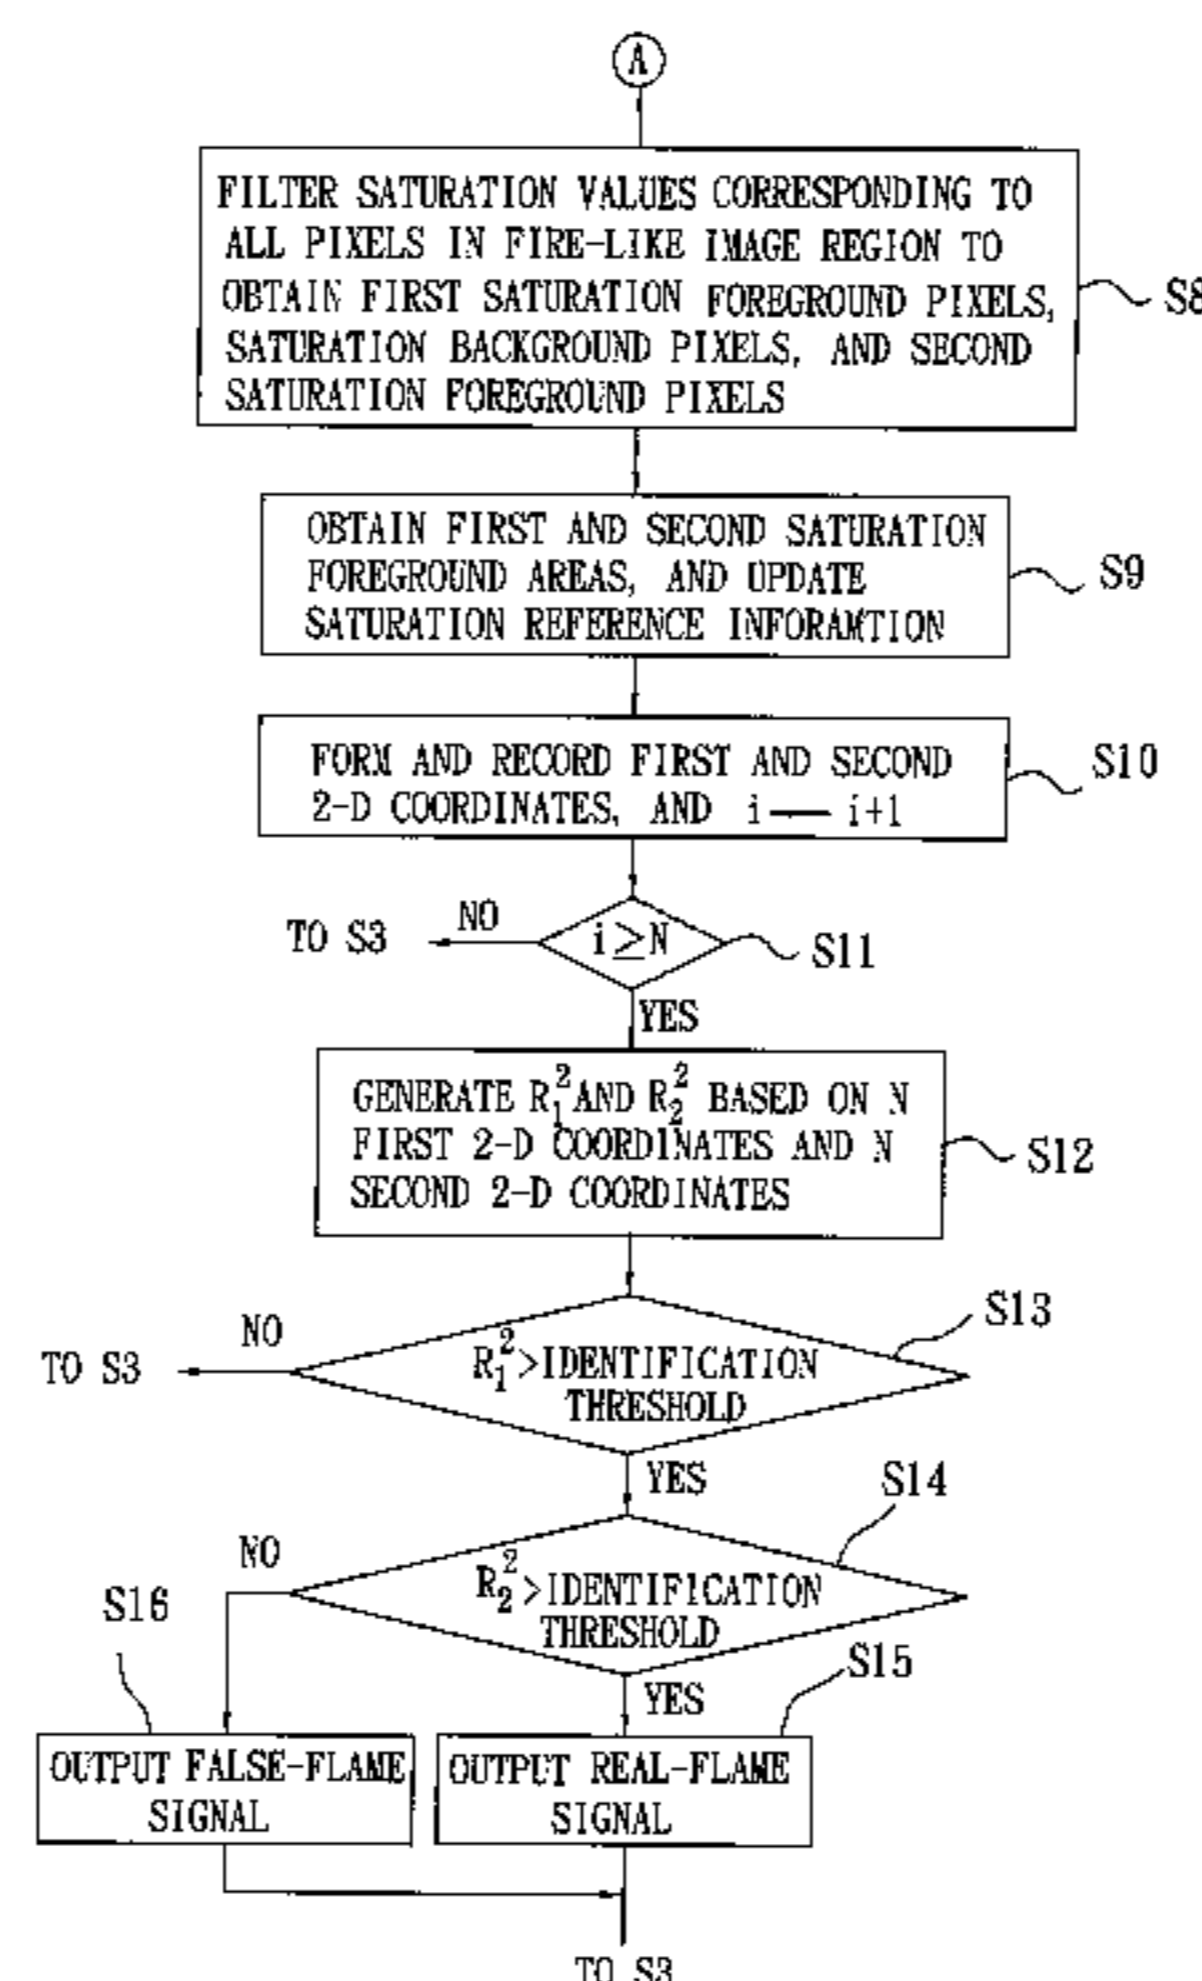 A
FILTER SATURATION VALUES CORRESPONDING TO
ALL PIXELS IN FIRE-LIKE IMAGE REGION TO
OBTAIN FIRST SATURATION FOREGROUND PIXELS,
SATURATION BACKGROUND PIXELS, AND SECOND
SATURATION FOREGROUND PIXELS
S8
OBTAIN FIRST AND SECOND SATURATION
FOREGROUND AREAS, AND UPDATE
SATURATION REFERENCE INFORAMTION
S9
FORM AND RECORD FIRST AND SECOND
2-D COORDINATES, AND i — i+1
S10
i≥N
S11
NO
TO S3
YES
GENERATE R₁² AND R₂² BASED ON N
FIRST 2-D COORDINATES AND N
SECOND 2-D COORDINATES
S12
R₁²>IDENTIFICATION
THRESHOLD
S13
NO
TO S3
YES
R₂²>IDENTIFICATION
THRESHOLD
S14
NO
YES
S16
OUTPUT FALSE-FLAME
SIGNAL
S15
OUTPUT REAL-FLAME
SIGNAL
TO S3